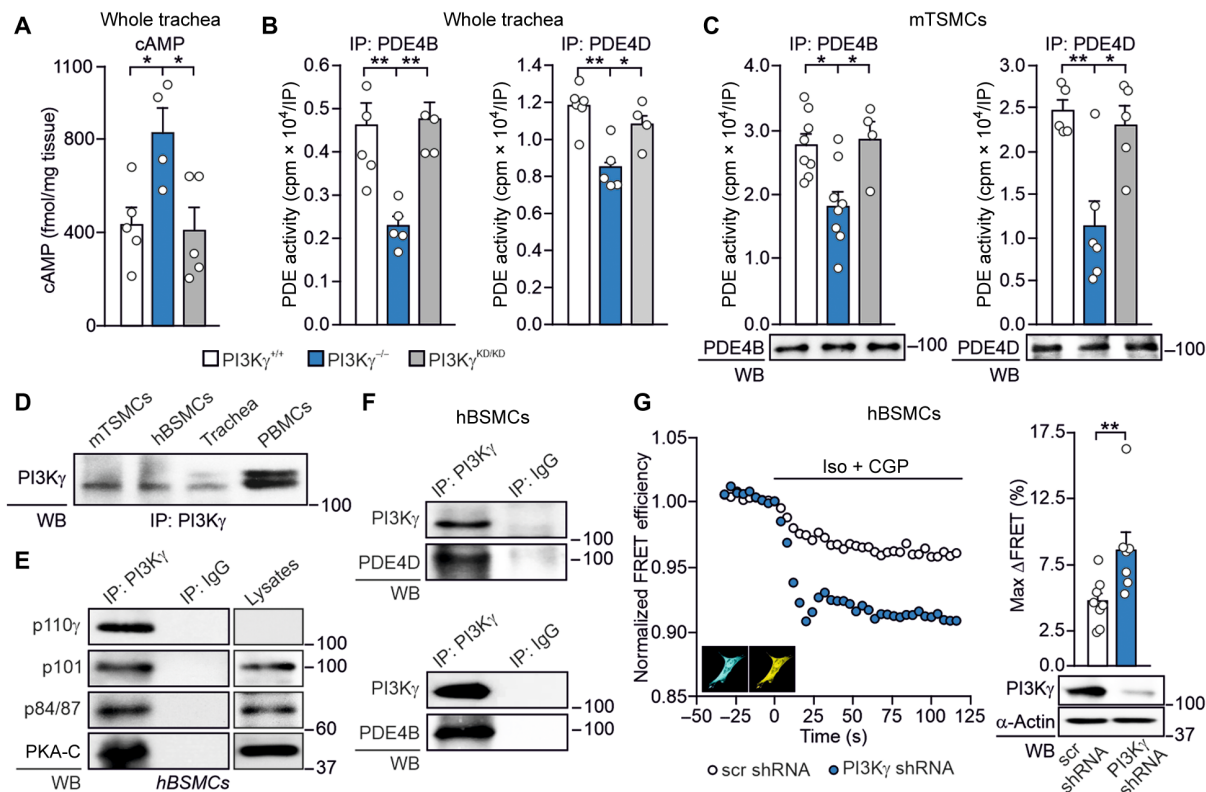 A
Whole trachea
cAMP
* *
cAMP (fmol/mg tissue)
1100
800
400
0
B
Whole trachea
IP: PDE4B
** **
PDE activity (cpm × 10⁴/IP)
0.6
0.5
0.4
0.3
0.2
0.1
0.0
IP: PDE4D
** *
PDE activity (cpm × 10⁴/IP)
1.4
1.2
1.0
0.8
0.6
0.4
0.2
0.0
PI3Kγ+/+
PI3Kγ−/−
PI3KγKD/KD
C
mTSMCs
IP: PDE4B
* *
PDE activity (cpm × 10⁴/IP)
4.0
3.0
2.0
1.0
0.0
PDE4B
–100
WB
IP: PDE4D
** *
PDE activity (cpm × 10⁴/IP)
3.0
2.5
2.0
1.5
1.0
0.5
0.0
PDE4D
–100
WB
D
mTSMCs
hBSMCs
Trachea
PBMCs
PI3Kγ
100
WB
IP: PI3Kγ
E
IP: PI3Kγ
IP: IgG
Lysates
p110γ
100
p101
100
p84/87
60
PKA-C
37
WB
hBSMCs
F
hBSMCs
IP: PI3Kγ
IP: IgG
PI3Kγ
100
PDE4D
100
WB
IP: PI3Kγ
IP: IgG
PI3Kγ
100
PDE4B
100
WB
G
hBSMCs
Normalized FRET efficiency
1.05
1.00
0.95
0.90
0.85
Iso + CGP
–50 –25 0 25 50 75 100 125
Time (s)
scr shRNA
PI3Kγ shRNA
**
Max ΔFRET (%)
17.5
12.5
7.5
2.5
0.0
PI3Kγ
100
α-Actin
37
WB
scr shRNA
PI3Kγ shRNA